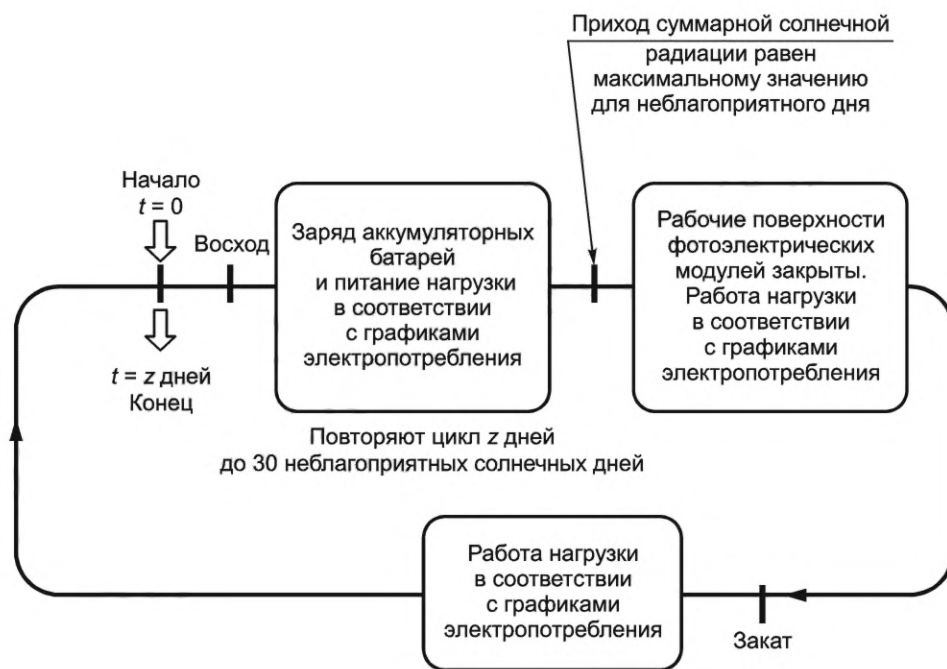 Приход суммарной солнечной
радиации равен
максимальному значению
для неблагоприятного дня
Начало
t = 0
Восход
t = z дней
Конец
Заряд аккумуляторных
батарей
и питание нагрузки
в соответствии
с графиками
электропотребления
Рабочие поверхности
фотоэлектрических
модулей закрыты.
Работа нагрузки
в соответствии
с графиками
электропотребления
Повторяют цикл z дней
до 30 неблагоприятных солнечных дней
Работа нагрузки
в соответствии
с графиками
электропотребления
Закат